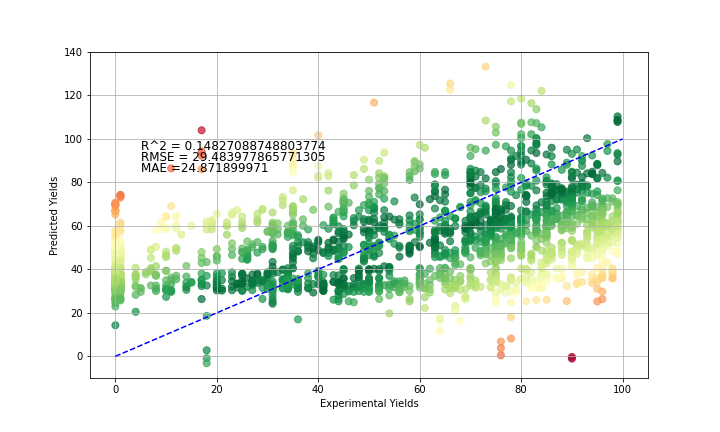 140
120
100
80
60
40
20
0
R^2 = 0.14827088748803774
RMSE = 29.483977865771305
MAE =24.871899971
Predicted Yields
0 20 40 60 80 100
Experimental Yields